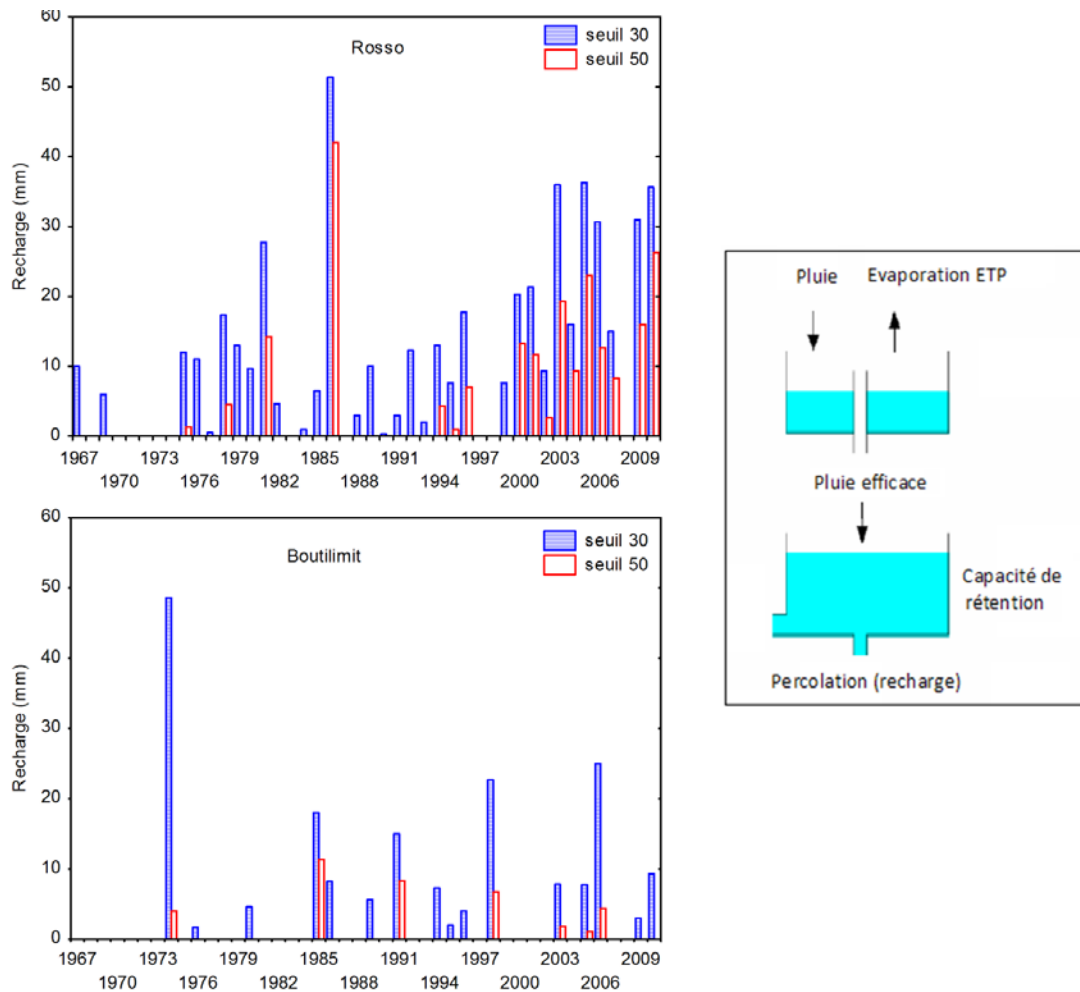 60
50
40
30
20
10
0
Recharge (mm)
Rosso
seuil 30
seuil 50
1967 1973 1979 1985 1991 1997 2003 2009
1970 1976 1982 1988 1994 2000 2006
60
50
40
30
20
10
0
Recharge (mm)
Boutilimit
seuil 30
seuil 50
1967 1973 1979 1985 1991 1997 2003 2009
1970 1976 1982 1988 1994 2000 2006
Pluie Evaporation ETP
Pluie efficace
Capacité de
rétention
Percolation (recharge)